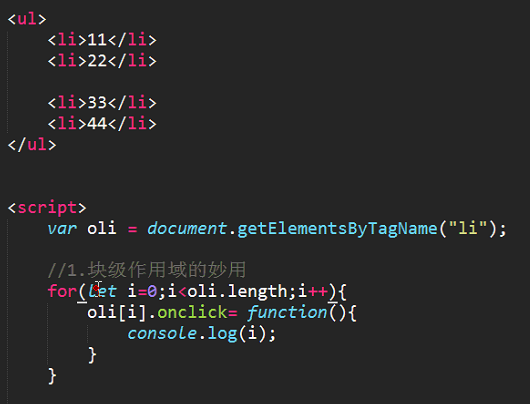 <ul>
<li>11</li>
<li>22</li>
<li>33</li>
<li>44</li>
</ul>
<script>
var oli = document.getElementsByTagName("li");
//1.块级作用域的妙用
for(let i=0;i<oli.length;i++){
oli[i].onclick= function(){
console.log(i);
}
}